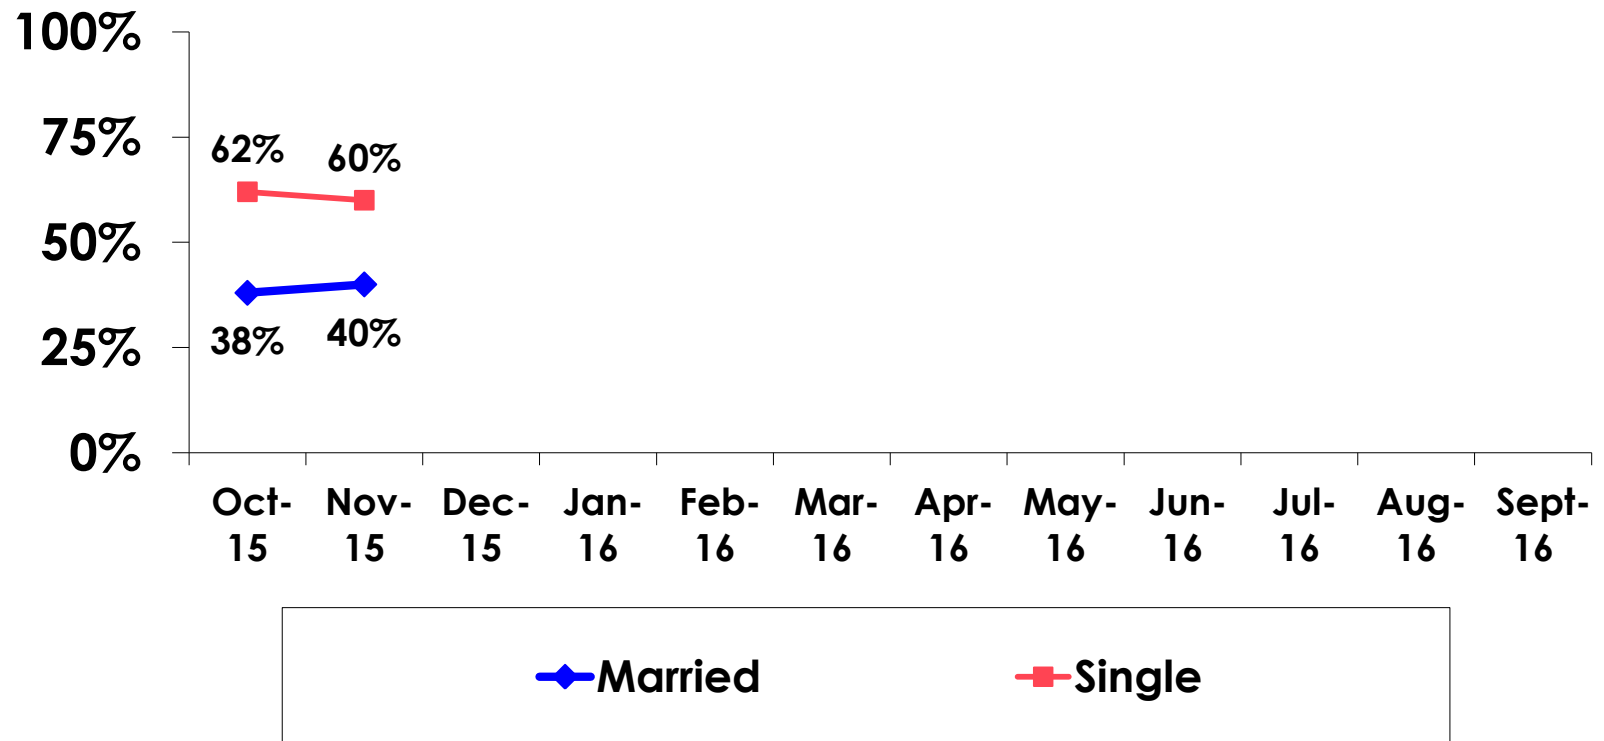 100%
75%
50%
25%
0%
62%
60%
38%
40%
Oct-15
Nov-15
Dec-15
Jan-16
Feb-16
Mar-16
Apr-16
May-16
Jun-16
Jul-16
Aug-16
Sept-16
Married
Single